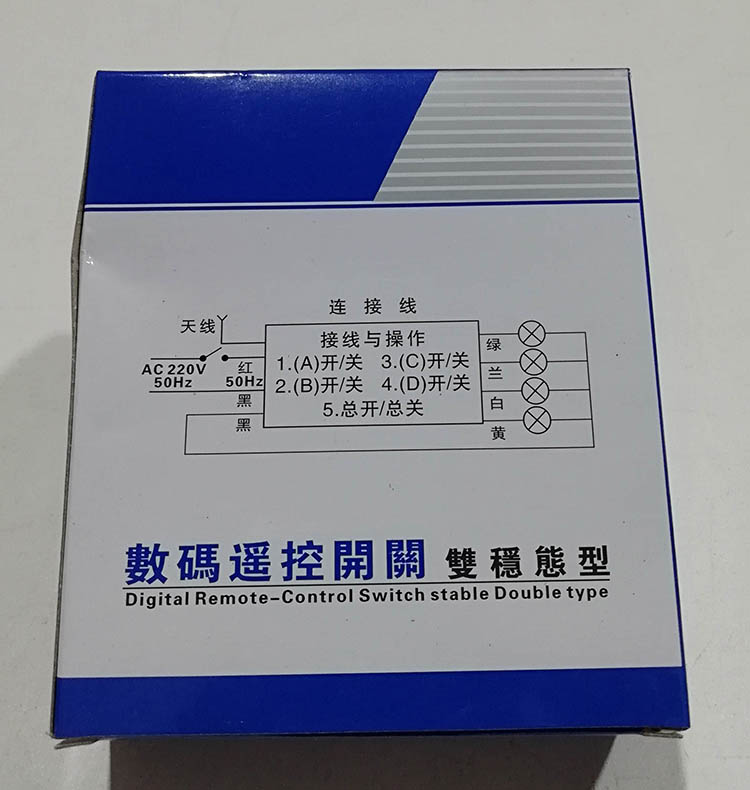 连接线
天线
接线与操作
1.(A)开/关 3.(C)开/关
2.(B)开/关 4.(D)开/关
5.总开/总关
AC 220V
50Hz
红
50Hz
黑
黑
绿
兰
白
黄
數碼遥控開關 雙穩態型
Digital Remote-Control Switch stable Double type